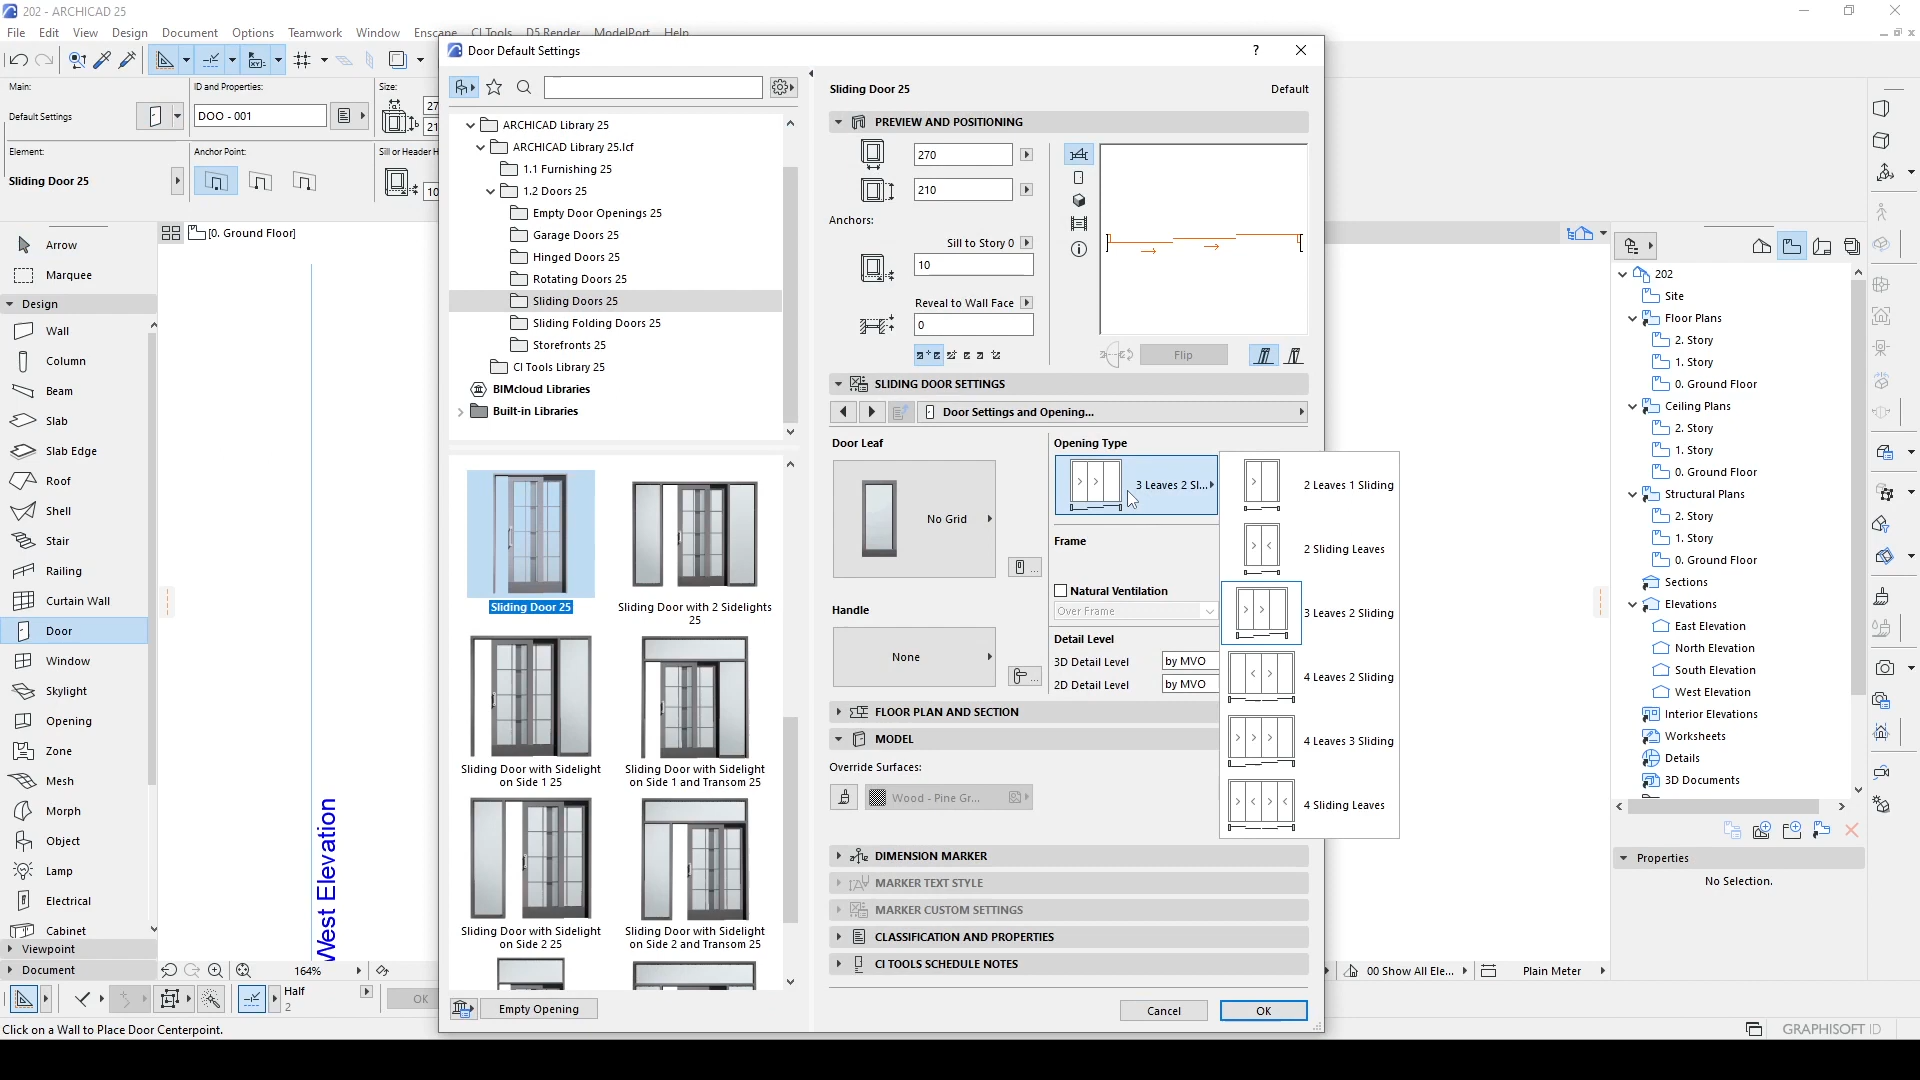 202 - ARCHICAD 25
File Edit View Design Document Options Teamwork Window Enscape CI Tools D5 Render ModelPort Help
Main:
ID and Properties:
Size:
Default Settings
DOO - 001
Element:
Anchor Point:
Sill or Header H
Sliding Door 25
10
[0. Ground Floor]
Arrow
Marquee
Design
Wall
Column
Beam
Slab
Slab Edge
Roof
Shell
Stair
Railing
Curtain Wall
Door
Window
Skylight
Opening
Zone
Mesh
Morph
Object
Lamp
Electrical
Cabinet
Viewpoint
Document
West Elevation
164%
Half
2
OK
Click on a Wall to Place Door Centerpoint.
Door Default Settings
?
ARCHICAD Library 25
ARCHICAD Library 25.lcf
1.1 Furnishing 25
1.2 Doors 25
Empty Door Openings 25
Garage Doors 25
Hinged Doors 25
Rotating Doors 25
Sliding Doors 25
Sliding Folding Doors 25
Storefronts 25
CI Tools Library 25
BIMcloud Libraries
Built-in Libraries
Sliding Door 25
Sliding Door with 2 Sidelights
25
Sliding Door with Sidelight
on Side 1 25
Sliding Door with Sidelight
on Side 1 and Transom 25
Sliding Door with Sidelight
on Side 2 25
Sliding Door with Sidelight
on Side 2 and Transom 25
Empty Opening
Sliding Door 25
Default
PREVIEW AND POSITIONING
270
210
Anchors:
Sill to Story 0
10
Reveal to Wall Face
0
Flip
SLIDING DOOR SETTINGS
Door Settings and Opening...
Door Leaf
No Grid
Handle
None
Opening Type
3 Leaves 2 Sl...
Frame
Natural Ventilation
Over Frame
Detail Level
3D Detail Level
by MVO
2D Detail Level
by MVO
2 Leaves 1 Sliding
2 Sliding Leaves
3 Leaves 2 Sliding
4 Leaves 2 Sliding
4 Leaves 3 Sliding
4 Sliding Leaves
FLOOR PLAN AND SECTION
MODEL
Override Surfaces:
Wood - Pine Gr...
DIMENSION MARKER
MARKER TEXT STYLE
MARKER CUSTOM SETTINGS
CLASSIFICATION AND PROPERTIES
CI TOOLS SCHEDULE NOTES
Cancel
OK
202
Site
Floor Plans
2. Story
1. Story
0. Ground Floor
Ceiling Plans
2. Story
1. Story
0. Ground Floor
Structural Plans
2. Story
1. Story
0. Ground Floor
Sections
Elevations
East Elevation
North Elevation
South Elevation
West Elevation
Interior Elevations
Worksheets
Details
3D Documents
Properties
No Selection.
00 Show All Ele...
Plain Meter
GRAPHISOFT ID